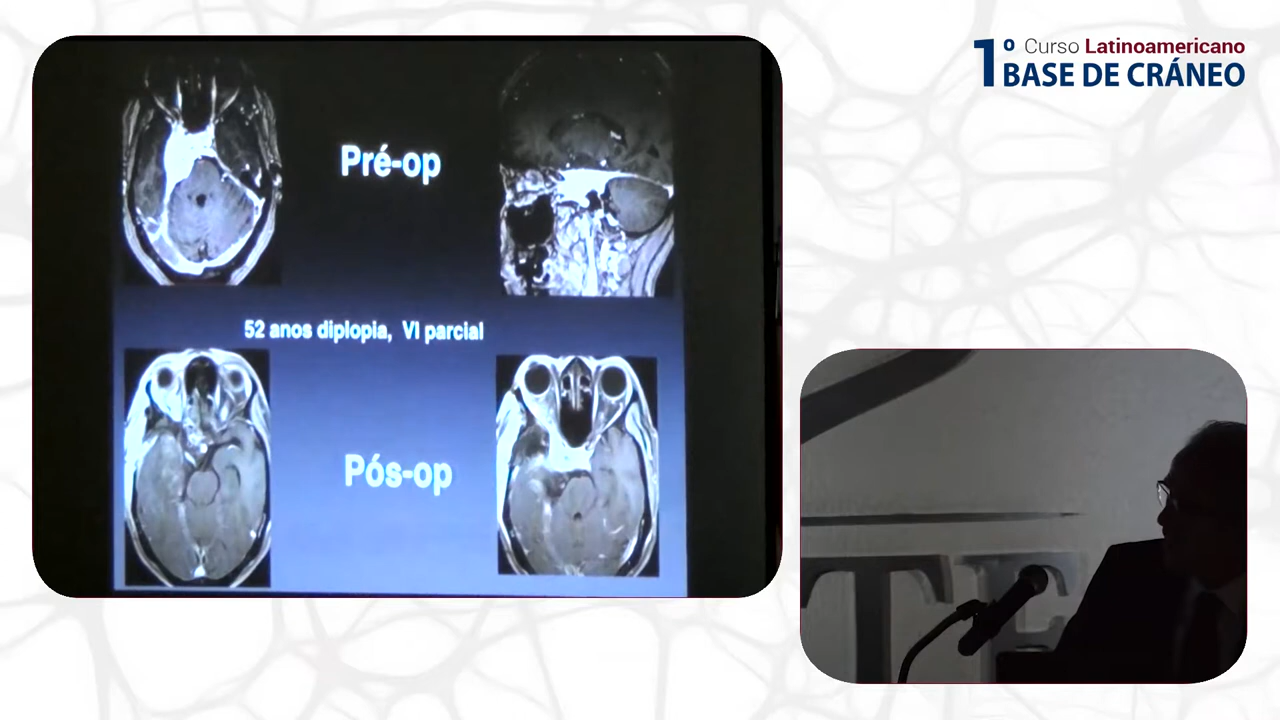 1º Curso Latinoamericano
BASE DE CRÁNEO
Pré-op
52 anos diplopia, VI parcial
Pós-op